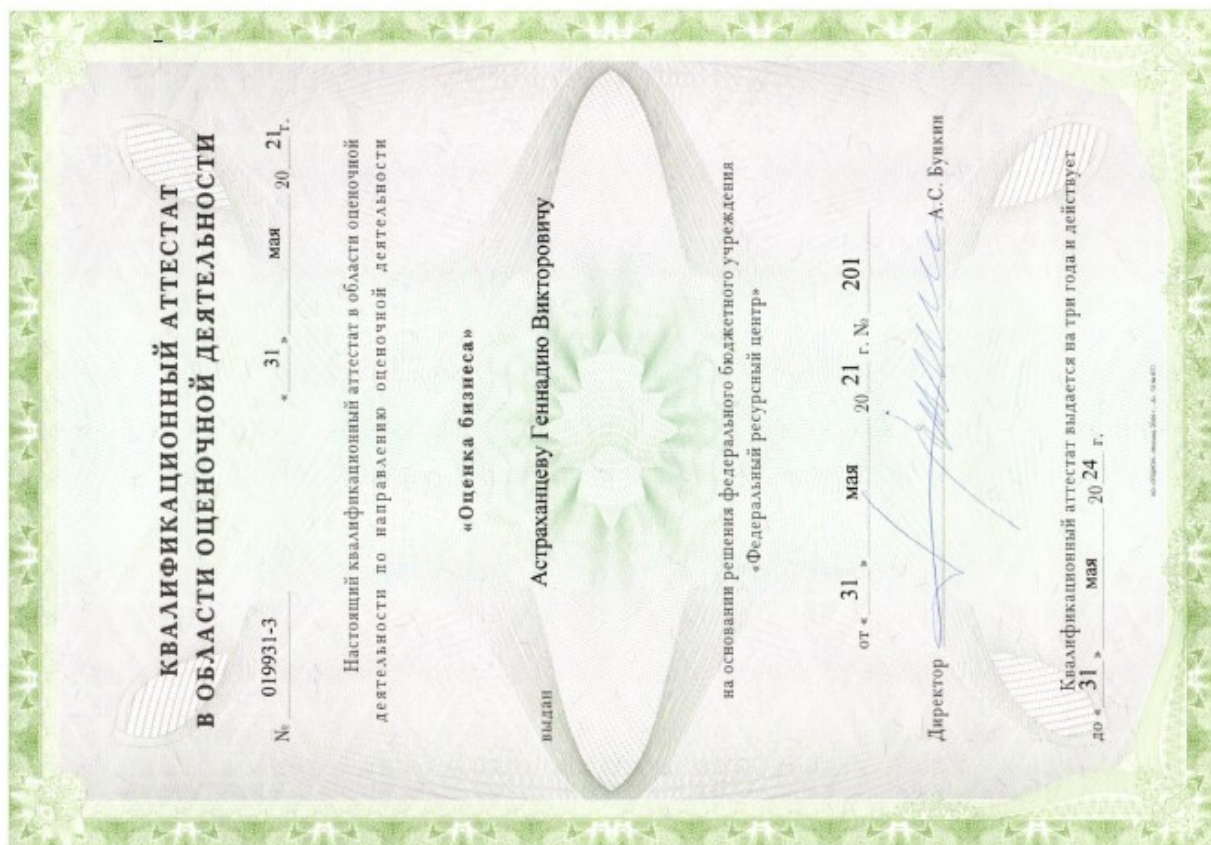 КВАЛИФИКАЦИОННЫЙ АТТЕСТАТ
В ОБЛАСТИ ОЦЕНОЧНОЙ ДЕЯТЕЛЬНОСТИ
№ 019931-3 « 31 » мая 20 21 г.
Настоящий квалификационный аттестат в области оценочной
деятельности по направлению оценочной деятельности
«Оценка бизнеса»
выдан Астраханцеву Геннадию Викторовичу
на основании решения федерального бюджетного учреждения
«Федеральный ресурсный центр»
от « 31 » мая 20 21 г. № 201
Директор А.С. Бункин
Квалификационный аттестат выдается на три года и действует
до « 31 » мая 20 24 г.